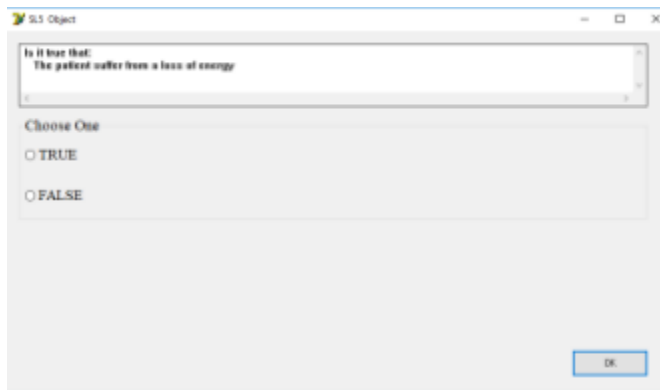 SL5 Object
Is it true that:
The patient suffer from a loss of energy
Choose One
TRUE
FALSE
OK